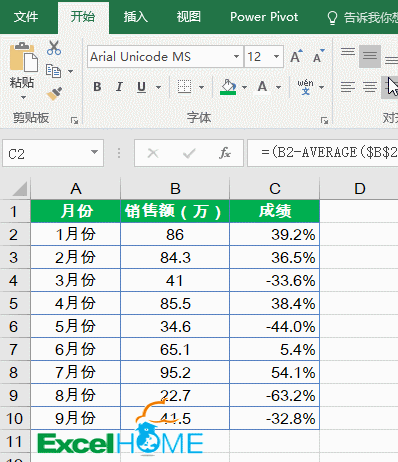 文件 开始 插入 页面布局 Power Pivot 告诉我你想
粘贴
Arial Unicode MS 12 A A
B I U A wén
剪贴板 字体 对齐
C2 fx =(B2-AVERAGE($B$2
A B C D
1 月份 销售额（万） 成绩
2 1月份 86 39.2%
3 2月份 84.3 36.5%
4 3月份 41 -33.6%
5 4月份 85.5 38.4%
6 5月份 34.6 -44.0%
7 6月份 65.1 5.4%
8 7月份 95.2 54.1%
9 8月份 22.7 -63.2%
10 9月份 41.5 -32.8%
11
ExcelHOME